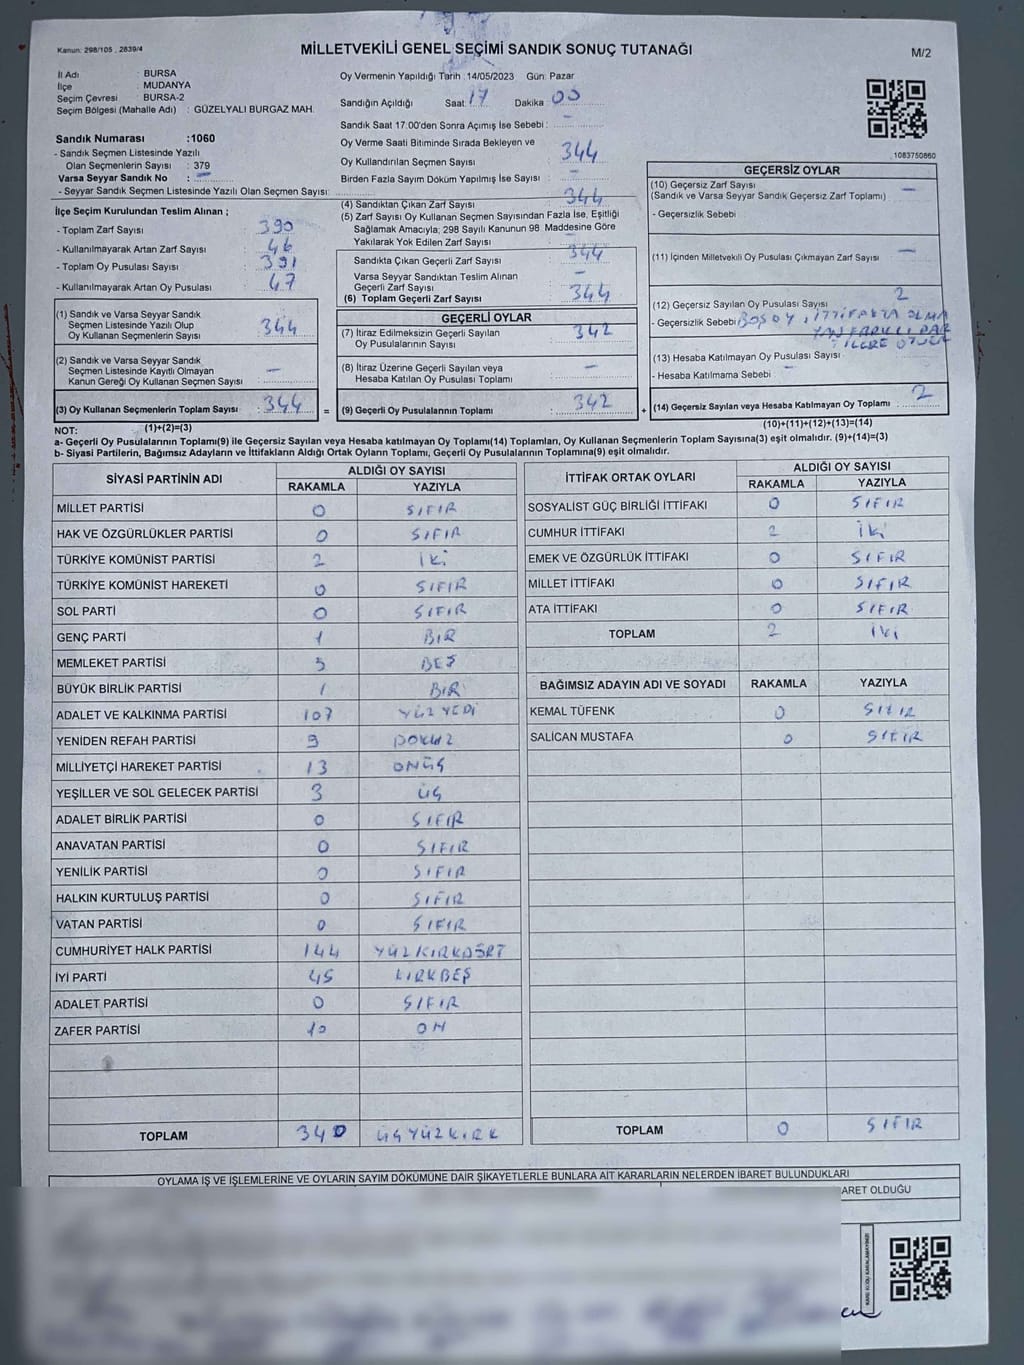 Kanun: 298/105 , 2839/4
MİLLETVEKİLİ GENEL SEÇİMİ SANDIK SONUÇ TUTANAĞI
M/2
İl Adı : BURSA
İlçe : MUDANYA
Seçim Çevresi : BURSA-2
Seçim Bölgesi (Mahalle Adı) : GÜZELYALI BURGAZ MAH.
Oy Vermenin Yapıldığı Tarih :14/05/2023 Gün: Pazar
Sandığın Açıldığı Saat: 17 Dakika 00
Sandık Saat 17.00'den Sonra Açımış İse Sebebi : –
Sandık Numarası :1060
- Sandık Seçmen Listesinde Yazılı
Olan Seçmenlerin Sayısı : 379
Varsa Seyyar Sandık No : –
- Seyyar Sandık Seçmen Listesinde Yazılı Olan Seçmen Sayısı:
Oy Verme Saati Bitiminde Sırada Bekleyen ve
Oy Kullandırılan Seçmen Sayısı 344
Birden Fazla Sayım Döküm Yapılmış İse Sayısı : –
1083750860
İlçe Seçim Kurulundan Teslim Alınan ;
- Toplam Zarf Sayısı : 390
- Kullanılmayarak Artan Zarf Sayısı : 46
- Toplam Oy Pusulası Sayısı : 391
- Kullanılmayarak Artan Oy Pusulası : 47
(4) Sandıktan Çıkan Zarf Sayısı : 344
(5) Zarf Sayısı Oy Kullanan Seçmen Sayısından Fazla İse, Eşitliği
Sağlamak Amacıyla; 298 Sayılı Kanunun 98. Maddesine Göre
Yakılarak Yok Edilen Zarf Sayısı : –
Sandıkta Çıkan Geçerli Zarf Sayısı : 344
Varsa Seyyar Sandıktan Teslim Alınan
Geçerli Zarf Sayısı : –
(6) Toplam Geçerli Zarf Sayısı : 344
GEÇERSİZ OYLAR
(10) Geçersiz Zarf Sayısı : –
(Sandık ve Varsa Seyyar Sandık Geçersiz Zarf Toplamı)
- Geçersizlik Sebebi :
(11) İçinden Milletvekili Oy Pusulası Çıkmayan Zarf Sayısı : –
(12) Geçersiz Sayılan Oy Pusulası Sayısı : 2
- Geçersizlik Sebebi : BOŞ OY, İTTİFAKTA OLMA
YAN FARKLI PAR
TİLERE OY
(13) Hesaba Katılmayan Oy Pusulası Sayısı : –
- Hesaba Katılmama Sebebi :
(14) Geçersiz Sayılan veya Hesaba Katılmayan Oy Toplamı : 2
(10)+(11)+(12)+(13)=(14)
(1) Sandık ve Varsa Seyyar Sandık
Seçmen Listesinde Yazılı Olup
Oy Kullanan Seçmenlerin Sayısı : 344
(2) Sandık ve Varsa Seyyar Sandık
Seçmen Listesinde Kayıtlı Olmayan
Kanun Gereği Oy Kullanan Seçmen Sayısı : –
(3) Oy Kullanan Seçmenlerin Toplam Sayısı : 344 =
(1)+(2)=(3)
GEÇERLİ OYLAR
(7) İtiraz Edilmeksizin Geçerli Sayılan
Oy Pusulalarının Sayısı : 342
(8) İtiraz Üzerine Geçerli Sayılan veya
Hesaba Katılan Oy Pusulası Toplamı : –
(9) Geçerli Oy Pusulalarının Toplamı : 342 +
NOT:
a- Geçerli Oy Pusulalarının Toplamı(9) ile Geçersiz Sayılan veya Hesaba katılmayan Oy Toplamı(14) Toplamları, Oy Kullanan Seçmenlerin Toplam Sayısına(3) eşit olmalıdır. (9)+(14)=(3)
b- Siyasi Partilerin, Bağımsız Adayların ve İttifakların Aldığı Ortak Oyların Toplamı, Geçerli Oy Pusulalarının Toplamına(9) eşit olmalıdır.
SİYASİ PARTİNİN ADI ALDIĞI OY SAYISI
RAKAMLA YAZIYLA
MİLLET PARTİSİ 0 SIFIR
HAK VE ÖZGÜRLÜKLER PARTİSİ 0 SIFIR
TÜRKİYE KOMÜNİST PARTİSİ 2 İKİ
TÜRKİYE KOMÜNİST HAREKETİ 0 SIFIR
SOL PARTİ 0 SIFIR
GENÇ PARTİ 1 BİR
MEMLEKET PARTİSİ 5 BEŞ
BÜYÜK BİRLİK PARTİSİ 1 BİR
ADALET VE KALKINMA PARTİSİ 107 YÜZ YEDİ
YENİDEN REFAH PARTİSİ 9 DOKUZ
MİLLİYETÇİ HAREKET PARTİSİ 13 ONÜÇ
YEŞİLLER VE SOL GELECEK PARTİSİ 3 ÜÇ
ADALET BİRLİK PARTİSİ 0 SIFIR
ANAVATAN PARTİSİ 0 SIFIR
YENİLİK PARTİSİ 0 SIFIR
HALKIN KURTULUŞ PARTİSİ 0 SIFIR
VATAN PARTİSİ 0 SIFIR
CUMHURİYET HALK PARTİSİ 144 YÜZKIRKDÖRT
İYİ PARTİ 45 KIRKBEŞ
ADALET PARTİSİ 0 SIFIR
ZAFER PARTİSİ 10 ON
TOPLAM 340 ÜÇYÜZKIRK
İTTİFAK ORTAK OYLARI ALDIĞI OY SAYISI
RAKAMLA YAZIYLA
SOSYALİST GÜÇ BİRLİĞİ İTTİFAKI 0 SIFIR
CUMHUR İTTİFAKI 2 İKİ
EMEK VE ÖZGÜRLÜK İTTİFAKI 0 SIFIR
MİLLET İTTİFAKI 0 SIFIR
ATA İTTİFAKI 0 SIFIR
TOPLAM 2 İKİ
BAĞIMSIZ ADAYIN ADI VE SOYADI RAKAMLA YAZIYLA
KEMAL TÜFENK 0 SIFIR
SALİCAN MUSTAFA 0 SIFIR
TOPLAM 0 SIFIR
OYLAMA İŞ VE İŞLEMLERİNE VE OYLARIN SAYIM DÖKÜMÜNE DAİR ŞİKAYETLERLE BUNLARA AİT KARARLARIN NELERDEN İBARET BULUNDUKLARI
BARET OLDUĞU